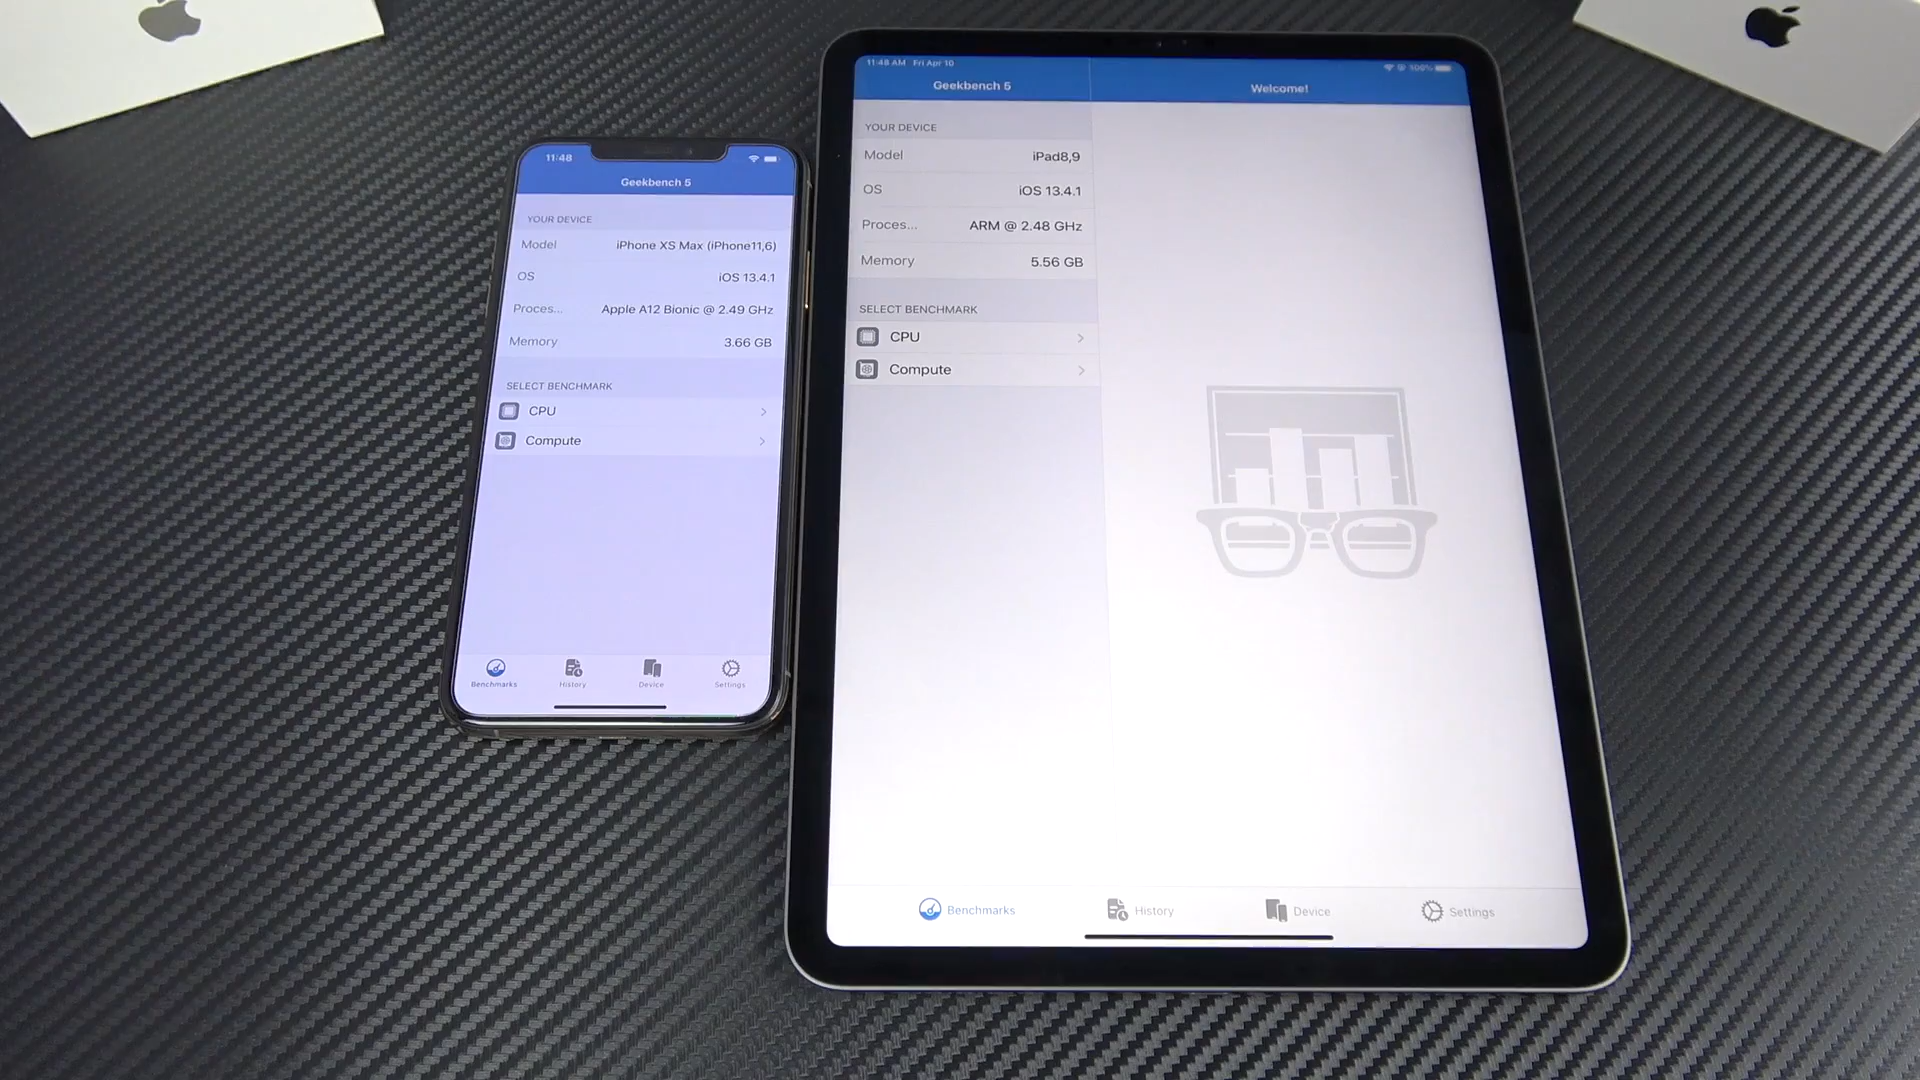 11:48
Geekbench 5
YOUR DEVICE
Model iPhone XS Max (iPhone11,6)
OS iOS 13.4.1
Proces... Apple A12 Bionic @ 2.49 GHz
Memory 3.66 GB
SELECT BENCHMARK
CPU
Compute
Benchmarks History Device Settings
11:48 AM Fri Apr 10 100%
Geekbench 5 Welcome!
YOUR DEVICE
Model iPad8,9
OS iOS 13.4.1
Proces... ARM @ 2.48 GHz
Memory 5.56 GB
SELECT BENCHMARK
CPU
Compute
Benchmarks History Device Settings